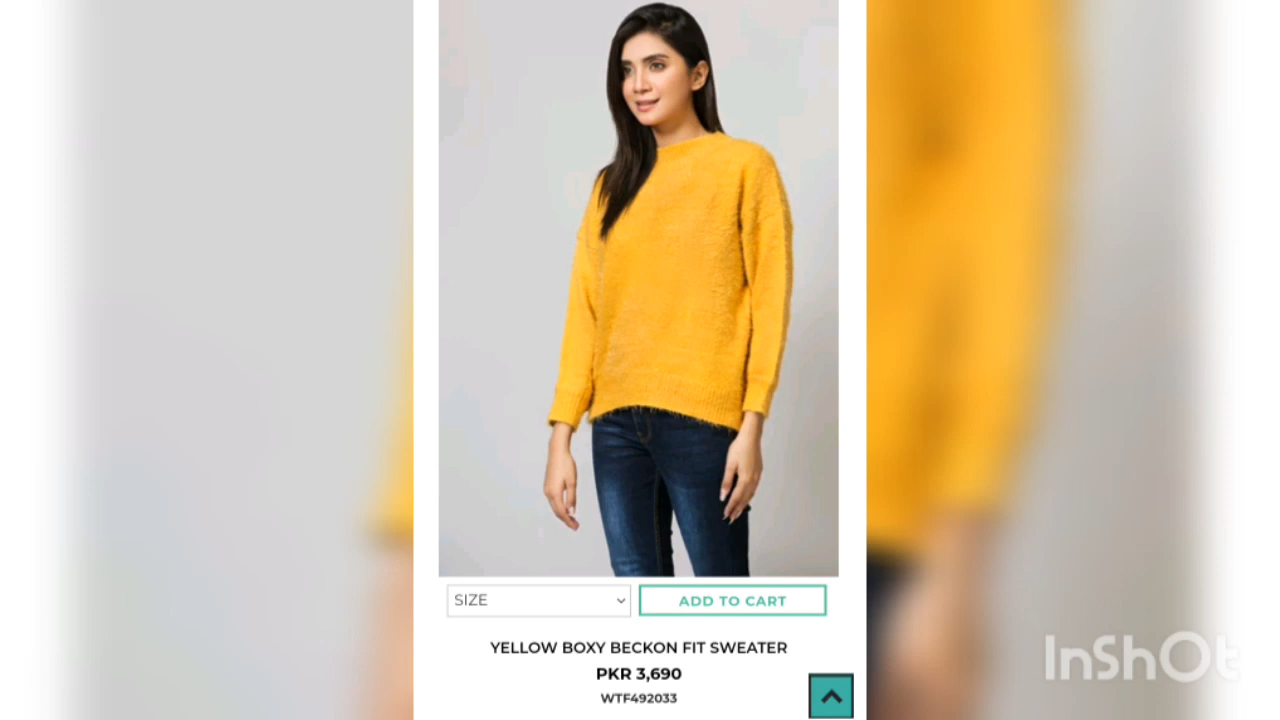 SIZE
ADD TO CART
YELLOW BOXY BECKON FIT SWEATER
PKR 3,690
WTF492033
InShOt